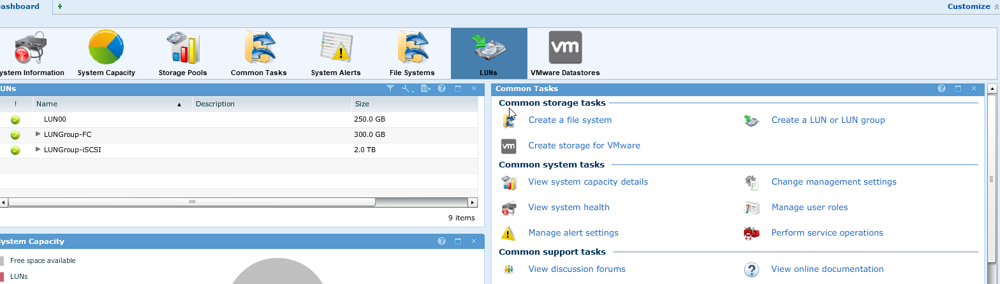 ashboard
+
Customize
ystem Information
System Capacity
Storage Pools
Common Tasks
System Alerts
File Systems
LUNs
vm
VMware Datastores
UNs
! Name Description Size
LUN00 250.0 GB
LUNGroup-FC 300.0 GB
LUNGroup-iSCSI 2.0 TB
9 items
ystem Capacity
Free space available
LUNs
Common Tasks
Common storage tasks
Create a file system
Create a LUN or LUN group
vm
Create storage for VMware
Common system tasks
View system capacity details
Change management settings
View system health
Manage user roles
Manage alert settings
Perform service operations
Common support tasks
View discussion forums
View online documentation